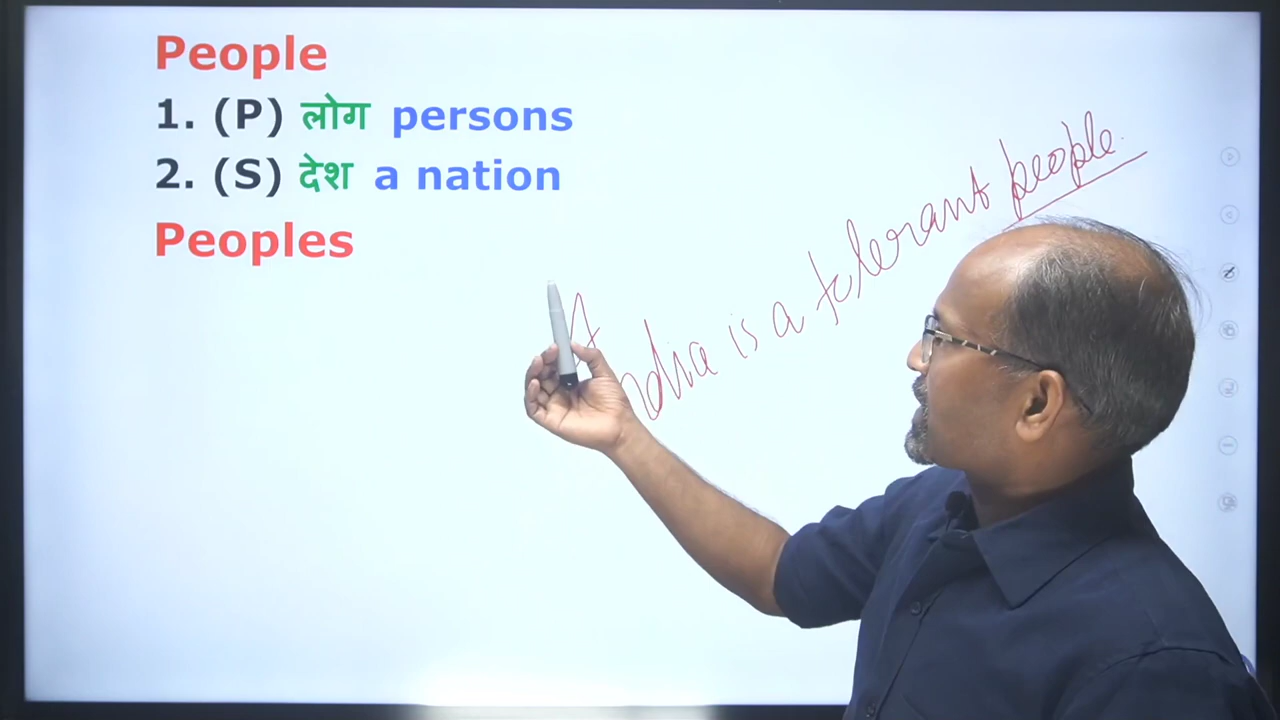 People
1. (P) लोग persons
2. (S) देश a nation
Peoples
India is a tolerant people.